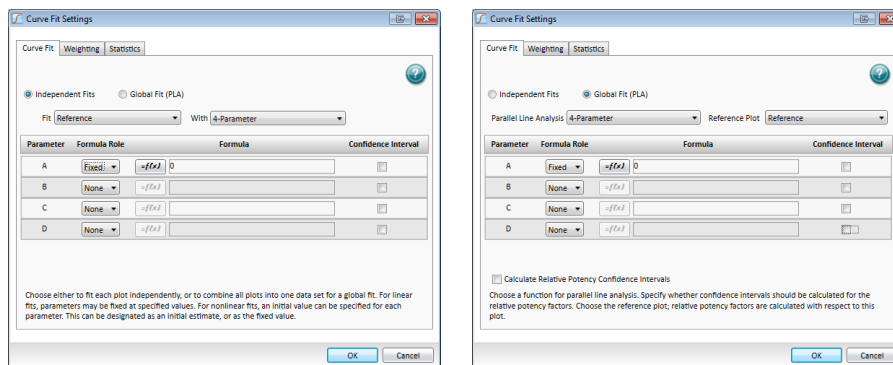 Curve Fit Settings
Curve Fit Weighting Statistics
?
Independent Fits Global Fit (PLA)
Fit Reference With 4-Parameter
Parameter Formula Role Formula Confidence Interval
A Fixed =f(x) 0
B None =f(x)
C None =f(x)
D None =f(x)
Choose either to fit each plot independently, or to combine all plots into one data set for a global fit. For linear
fits, parameters may be fixed at specified values. For nonlinear fits, an initial value can be specified for each
parameter. This can be designated as an initial estimate, or as the fixed value.
OK Cancel
Curve Fit Settings
Curve Fit Weighting Statistics
?
Independent Fits Global Fit (PLA)
Parallel Line Analysis 4-Parameter Reference Plot Reference
Parameter Formula Role Formula Confidence Interval
A Fixed =f(x) 0
B None =f(x)
C None =f(x)
D None =f(x)
Calculate Relative Potency Confidence Intervals
Choose a function for parallel line analysis. Specify whether confidence intervals should be calculated for the
relative potency factors. Choose the reference plot; relative potency factors are calculated with respect to this
plot.
OK Cancel